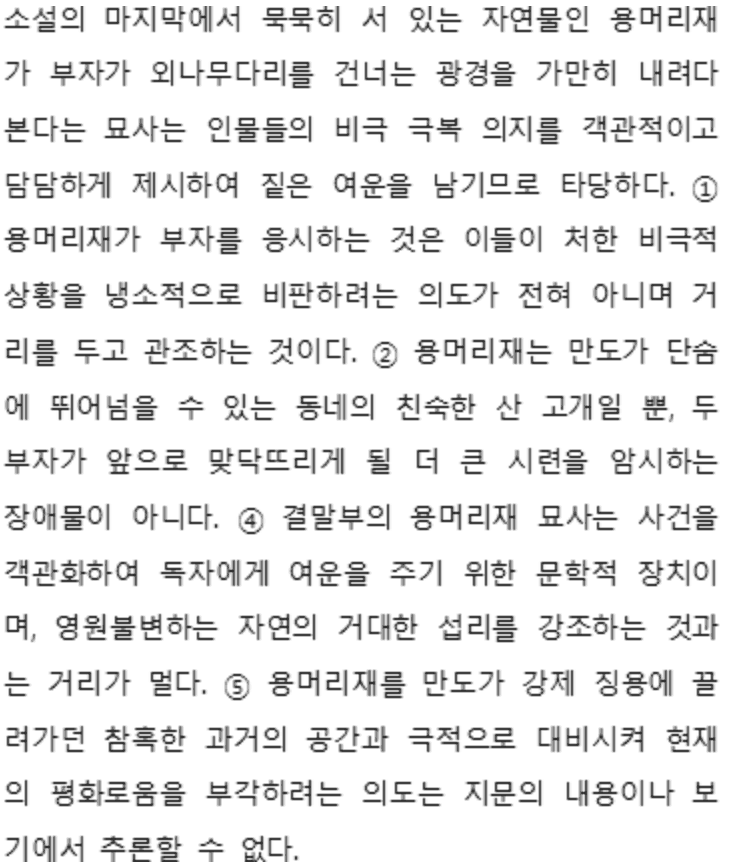 소설의 마지막에서 묵묵히 서 있는 자연물인 용머리재
가 부자가 외나무다리를 건너는 광경을 가만히 내려다
본다는 묘사는 인물들의 비극 극복 의지를 객관적이고
담담하게 제시하여 짙은 여운을 남기므로 타당하다. ①
용머리재가 부자를 응시하는 것은 이들이 처한 비극적
상황을 냉소적으로 비판하려는 의도가 전혀 아니며 거
리를 두고 관조하는 것이다. ② 용머리재는 만도가 단숨
에 뛰어넘을 수 있는 동네의 친숙한 산 고개일 뿐, 두
부자가 앞으로 맞닥뜨리게 될 더 큰 시련을 암시하는
장애물이 아니다. ④ 결말부의 용머리재 묘사는 사건을
객관화하여 독자에게 여운을 주기 위한 문학적 장치이
며, 영원불변하는 자연의 거대한 섭리를 강조하는 것과
는 거리가 멀다. ⑤ 용머리재를 만도가 강제 징용에 끌
려가던 참혹한 과거의 공간과 극적으로 대비시켜 현재
의 평화로움을 부각하려는 의도는 지문의 내용이나 보
기에서 추론할 수 없다.